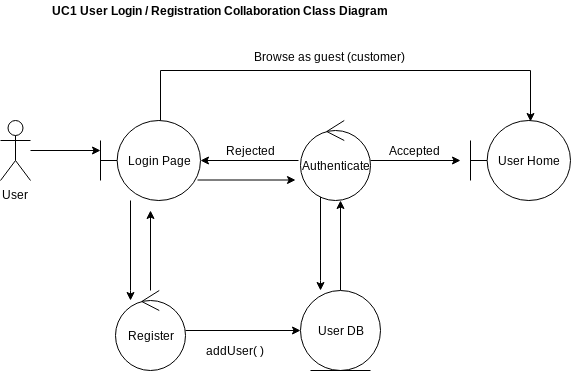 UC1 User Login / Registration Collaboration Class Diagram
Browse as guest (customer)
Rejected
Accepted
Login Page
Authenticate
User Home
User
Register
User DB
addUser( )